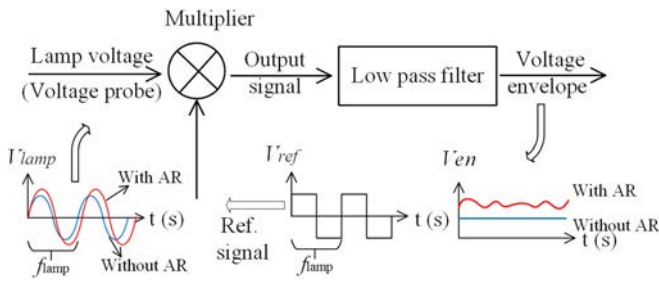 Multiplier
Lamp voltage
(Voltage probe)
Output
signal
Low pass filter
Voltage
envelope
Vlamp
With AR
t (s)
Without AR
flamp
Ref.
signal
Vref
t (s)
flamp
Ven
With AR
Without AR
t (s)